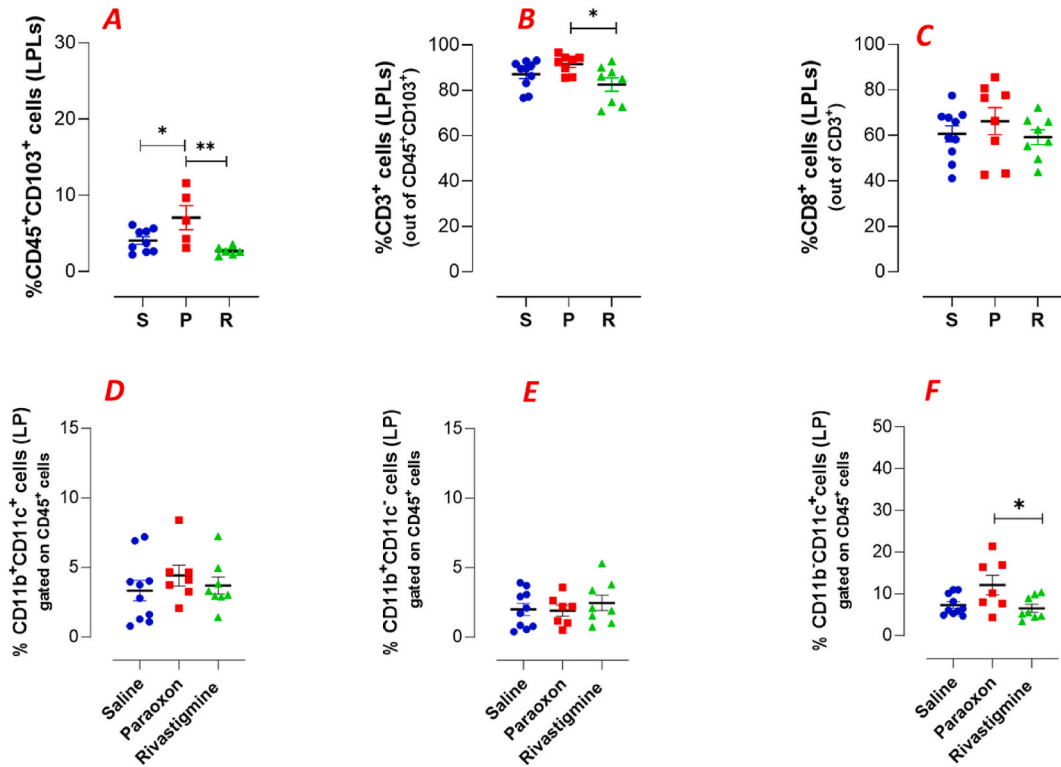 A
%CD45⁺CD103⁺ cells (LPLs)
30
20
10
0
*
**
S P R
B
%CD3⁺ cells (LPLs)
(out of CD45⁺CD103⁺)
100
80
60
40
20
0
*
S P R
C
%CD8⁺ cells (LPLs)
(out of CD3⁺)
100
80
60
40
20
0
S P R
D
% CD11b⁺CD11c⁺ cells (LP)
gated on CD45⁺ cells
15
10
5
0
Saline
Paraoxon
Rivastigmine
E
% CD11b⁺CD11c⁻ cells (LP)
gated on CD45⁺ cells
15
10
5
0
Saline
Paraoxon
Rivastigmine
F
% CD11b⁻CD11c⁺cells (LP)
gated on CD45⁺ cells
50
40
30
20
10
0
*
Saline
Paraoxon
Rivastigmine